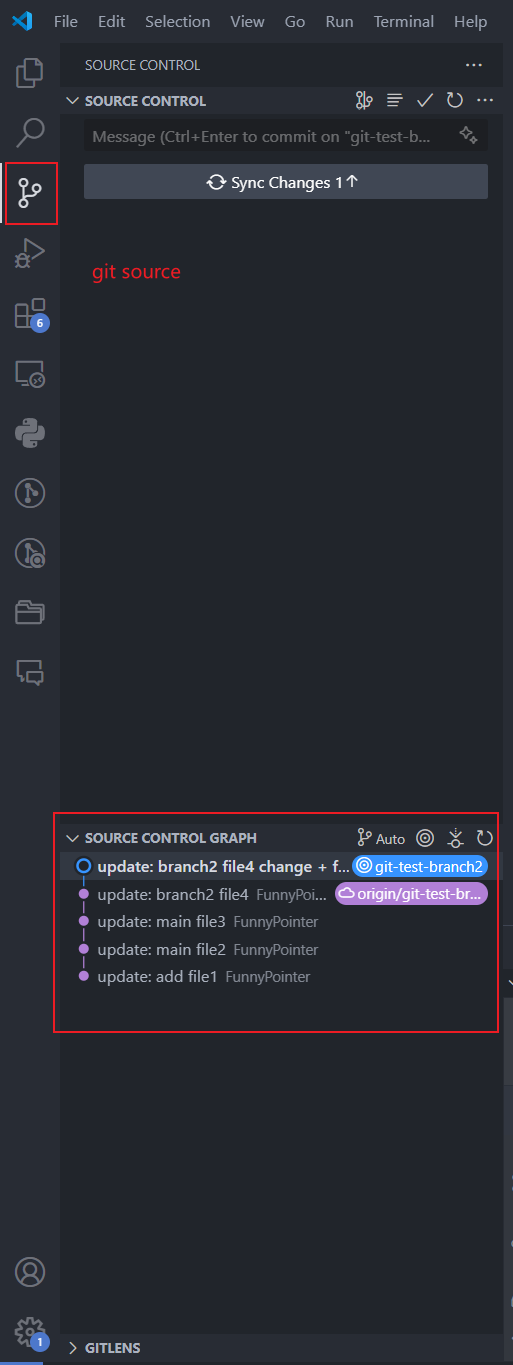 File Edit Selection View Go Run Terminal Help
SOURCE CONTROL
SOURCE CONTROL
Message (Ctrl+Enter to commit on "git-test-b...
Sync Changes 1↑
git source
6
SOURCE CONTROL GRAPH Auto
update: branch2 file4 change + f... git-test-branch2
update: branch2 file4 FunnyPoi... origin/git-test-br...
update: main file3 FunnyPointer
update: main file2 FunnyPointer
update: add file1 FunnyPointer
1
GITLENS